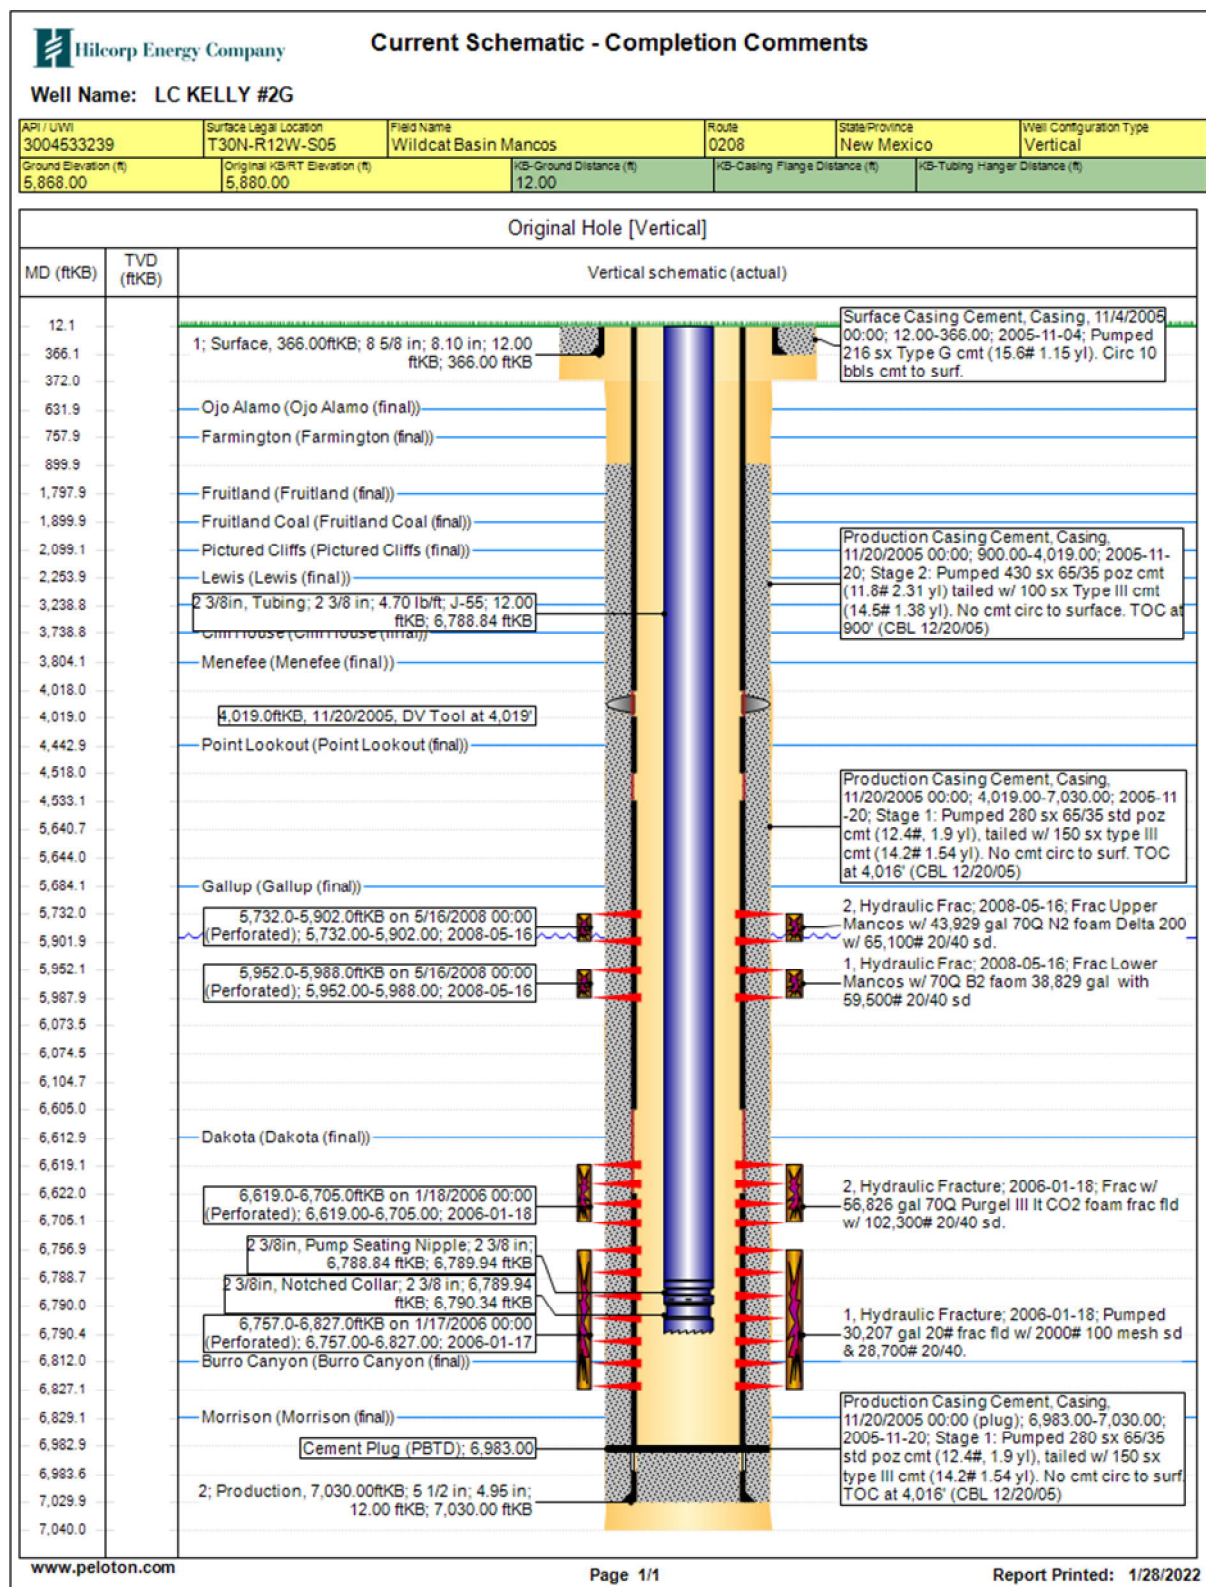 Hilcorp Energy Company
Current Schematic - Completion Comments
Well Name: LC KELLY #2G
API / UWI
3004533239
Surface Legal Location
T30N-R12W-S05
Field Name
Wildcat Basin Mancos
Route
0208
State/Province
New Mexico
Well Configuration Type
Vertical
Ground Elevation (ft)
5,868.00
Original KB/RT Elevation (ft)
5,880.00
KB-Ground Distance (ft)
12.00
KB-Casing Flange Distance (ft)
KB-Tubing Hanger Distance (ft)
Original Hole [Vertical]
MD (ftKB)
TVD
(ftKB)
Vertical schematic (actual)
12.1
366.1
372.0
631.9
757.9
899.9
1,797.9
1,899.9
2,099.1
2,253.9
3,238.8
3,738.8
3,804.1
4,018.0
4,019.0
4,442.9
4,518.0
4,533.1
5,640.7
5,644.0
5,684.1
5,732.0
5,901.9
5,952.1
5,987.9
6,073.5
6,074.5
6,104.7
6,605.0
6,612.9
6,619.1
6,622.0
6,705.1
6,756.9
6,788.7
6,790.0
6,790.4
6,812.0
6,827.1
6,829.1
6,982.9
6,983.6
7,029.9
7,040.0
1; Surface, 366.00ftKB; 8 5/8 in; 8.10 in; 12.00
ftKB; 366.00 ftKB
Ojo Alamo (Ojo Alamo (final))
Farmington (Farmington (final))
Fruitland (Fruitland (final))
Fruitland Coal (Fruitland Coal (final))
Pictured Cliffs (Pictured Cliffs (final))
Lewis (Lewis (final))
2 3/8in, Tubing; 2 3/8 in; 4.70 lb/ft; J-55; 12.00
ftKB; 6,788.84 ftKB
Menefee (Menefee (final))
4,019.0ftKB, 11/20/2005, DV Tool at 4,019'
Point Lookout (Point Lookout (final))
Gallup (Gallup (final))
5,732.0-5,902.0ftKB on 5/16/2008 00:00
(Perforated); 5,732.00-5,902.00; 2008-05-16
5,952.0-5,988.0ftKB on 5/16/2008 00:00
(Perforated); 5,952.00-5,988.00; 2008-05-16
Dakota (Dakota (final))
6,619.0-6,705.0ftKB on 1/18/2006 00:00
(Perforated); 6,619.00-6,705.00; 2006-01-18
2 3/8in, Pump Seating Nipple; 2 3/8 in;
6,788.84 ftKB; 6,789.94 ftKB
2 3/8in, Notched Collar; 2 3/8 in; 6,789.94
ftKB; 6,790.34 ftKB
6,757.0-6,827.0ftKB on 1/17/2006 00:00
(Perforated); 6,757.00-6,827.00; 2006-01-17
Burro Canyon (Burro Canyon (final))
Morrison (Morrison (final))
Cement Plug (PBTD); 6,983.00
2; Production, 7,030.00ftKB; 5 1/2 in; 4.95 in;
12.00 ftKB; 7,030.00 ftKB
Surface Casing Cement, Casing, 11/4/2005
00:00; 12.00-366.00; 2005-11-04; Pumped
216 sx Type G cmt (15.6# 1.15 yl). Circ 10
bbls cmt to surf.
Production Casing Cement, Casing,
11/20/2005 00:00; 900.00-4,019.00; 2005-11-
20; Stage 2: Pumped 430 sx 65/35 poz cmt
(11.8# 2.31 yl) tailed w/ 100 sx Type III cmt
(14.5# 1.38 yl). No cmt circ to surface. TOC at
900' (CBL 12/20/05)
Production Casing Cement, Casing,
11/20/2005 00:00; 4,019.00-7,030.00; 2005-11
-20; Stage 1: Pumped 280 sx 65/35 std poz
cmt (12.4#, 1.9 yl), tailed w/ 150 sx type III
cmt (14.2# 1.54 yl). No cmt circ to surf. TOC
at 4,016' (CBL 12/20/05)
2, Hydraulic Frac; 2008-05-16; Frac Upper
Mancos w/ 43,929 gal 70Q N2 foam Delta 200
w/ 65,100# 20/40 sd.
1, Hydraulic Frac; 2008-05-16; Frac Lower
Mancos w/ 70Q B2 faom 38,829 gal with
59,500# 20/40 sd
2, Hydraulic Fracture; 2006-01-18; Frac w/
56,826 gal 70Q Purgel III lt CO2 foam frac fld
w/ 102,300# 20/40 sd.
1, Hydraulic Fracture; 2006-01-18; Pumped
30,207 gal 20# frac fld w/ 2000# 100 mesh sd
& 28,700# 20/40.
Production Casing Cement, Casing,
11/20/2005 00:00 (plug); 6,983.00-7,030.00;
2005-11-20; Stage 1: Pumped 280 sx 65/35
std poz cmt (12.4#, 1.9 yl), tailed w/ 150 sx
type III cmt (14.2# 1.54 yl). No cmt circ to surf.
TOC at 4,016' (CBL 12/20/05)
www.peloton.com
Page 1/1
Report Printed: 1/28/2022